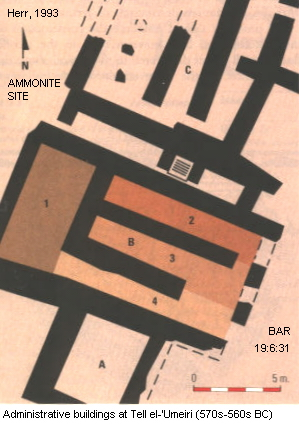 Herr, 1993
N
AMMONITE
SITE
C
1
2
B
3
4
A
BAR
19:6:31
5 m.
Administrative buildings at Tell el-'Umeiri (570s-560s BC)